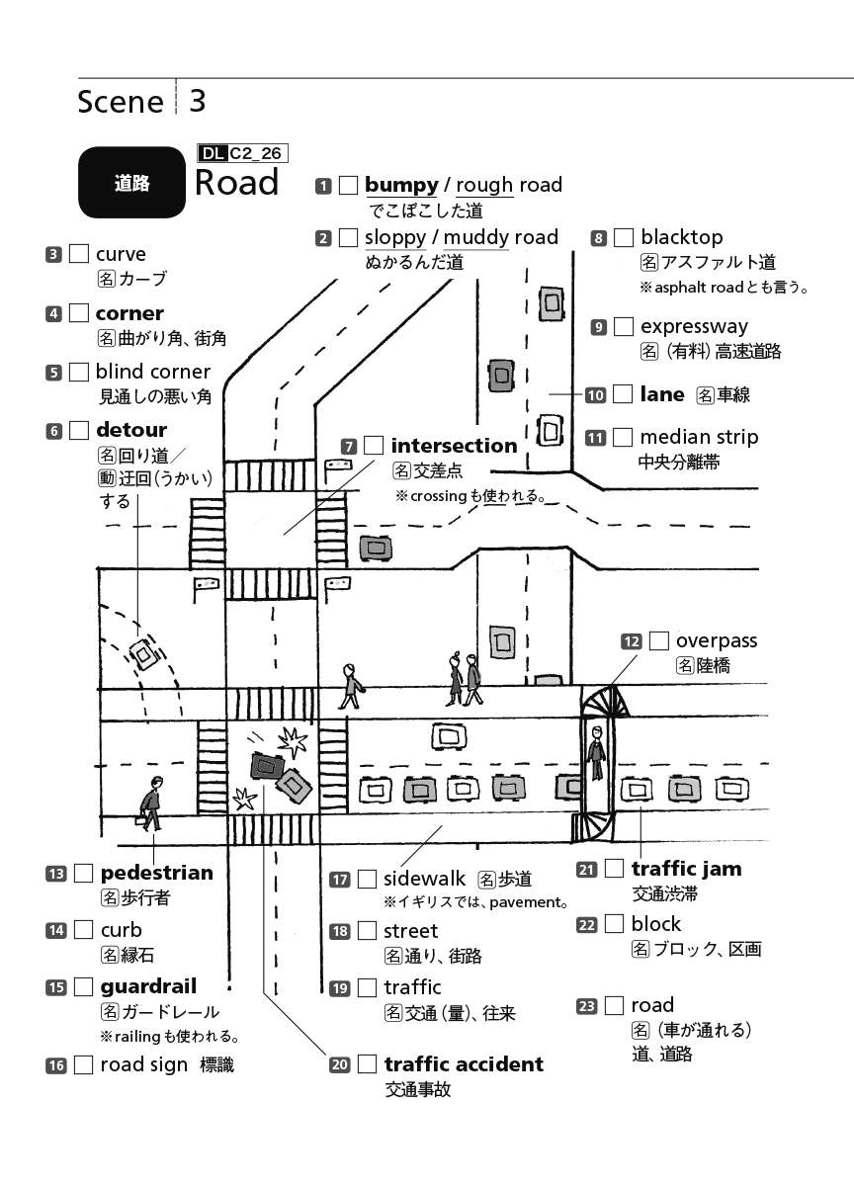 Scene 3
道路
DL C2_26
Road
1 bumpy / rough road
でこぼこした道
2 sloppy / muddy road
ぬかるんだ道
3 curve
名 カーブ
4 corner
名 曲がり角、街角
5 blind corner
見通しの悪い角
6 detour
名 回り道／
動 迂回(うかい)
する
7 intersection
名 交差点
※crossingも使われる。
8 blacktop
名 アスファルト道
※asphalt roadとも言う。
9 expressway
名 (有料)高速道路
10 lane 名 車線
11 median strip
中央分離帯
12 overpass
名 陸橋
13 pedestrian
名 歩行者
14 curb
名 縁石
15 guardrail
名 ガードレール
※railingも使われる。
16 road sign 標識
17 sidewalk 名 歩道
※イギリスでは、pavement。
18 street
名 通り、街路
19 traffic
名 交通(量)、往来
20 traffic accident
交通事故
21 traffic jam
交通渋滞
22 block
名 ブロック、区画
23 road
名 (車が通れる)
道、道路